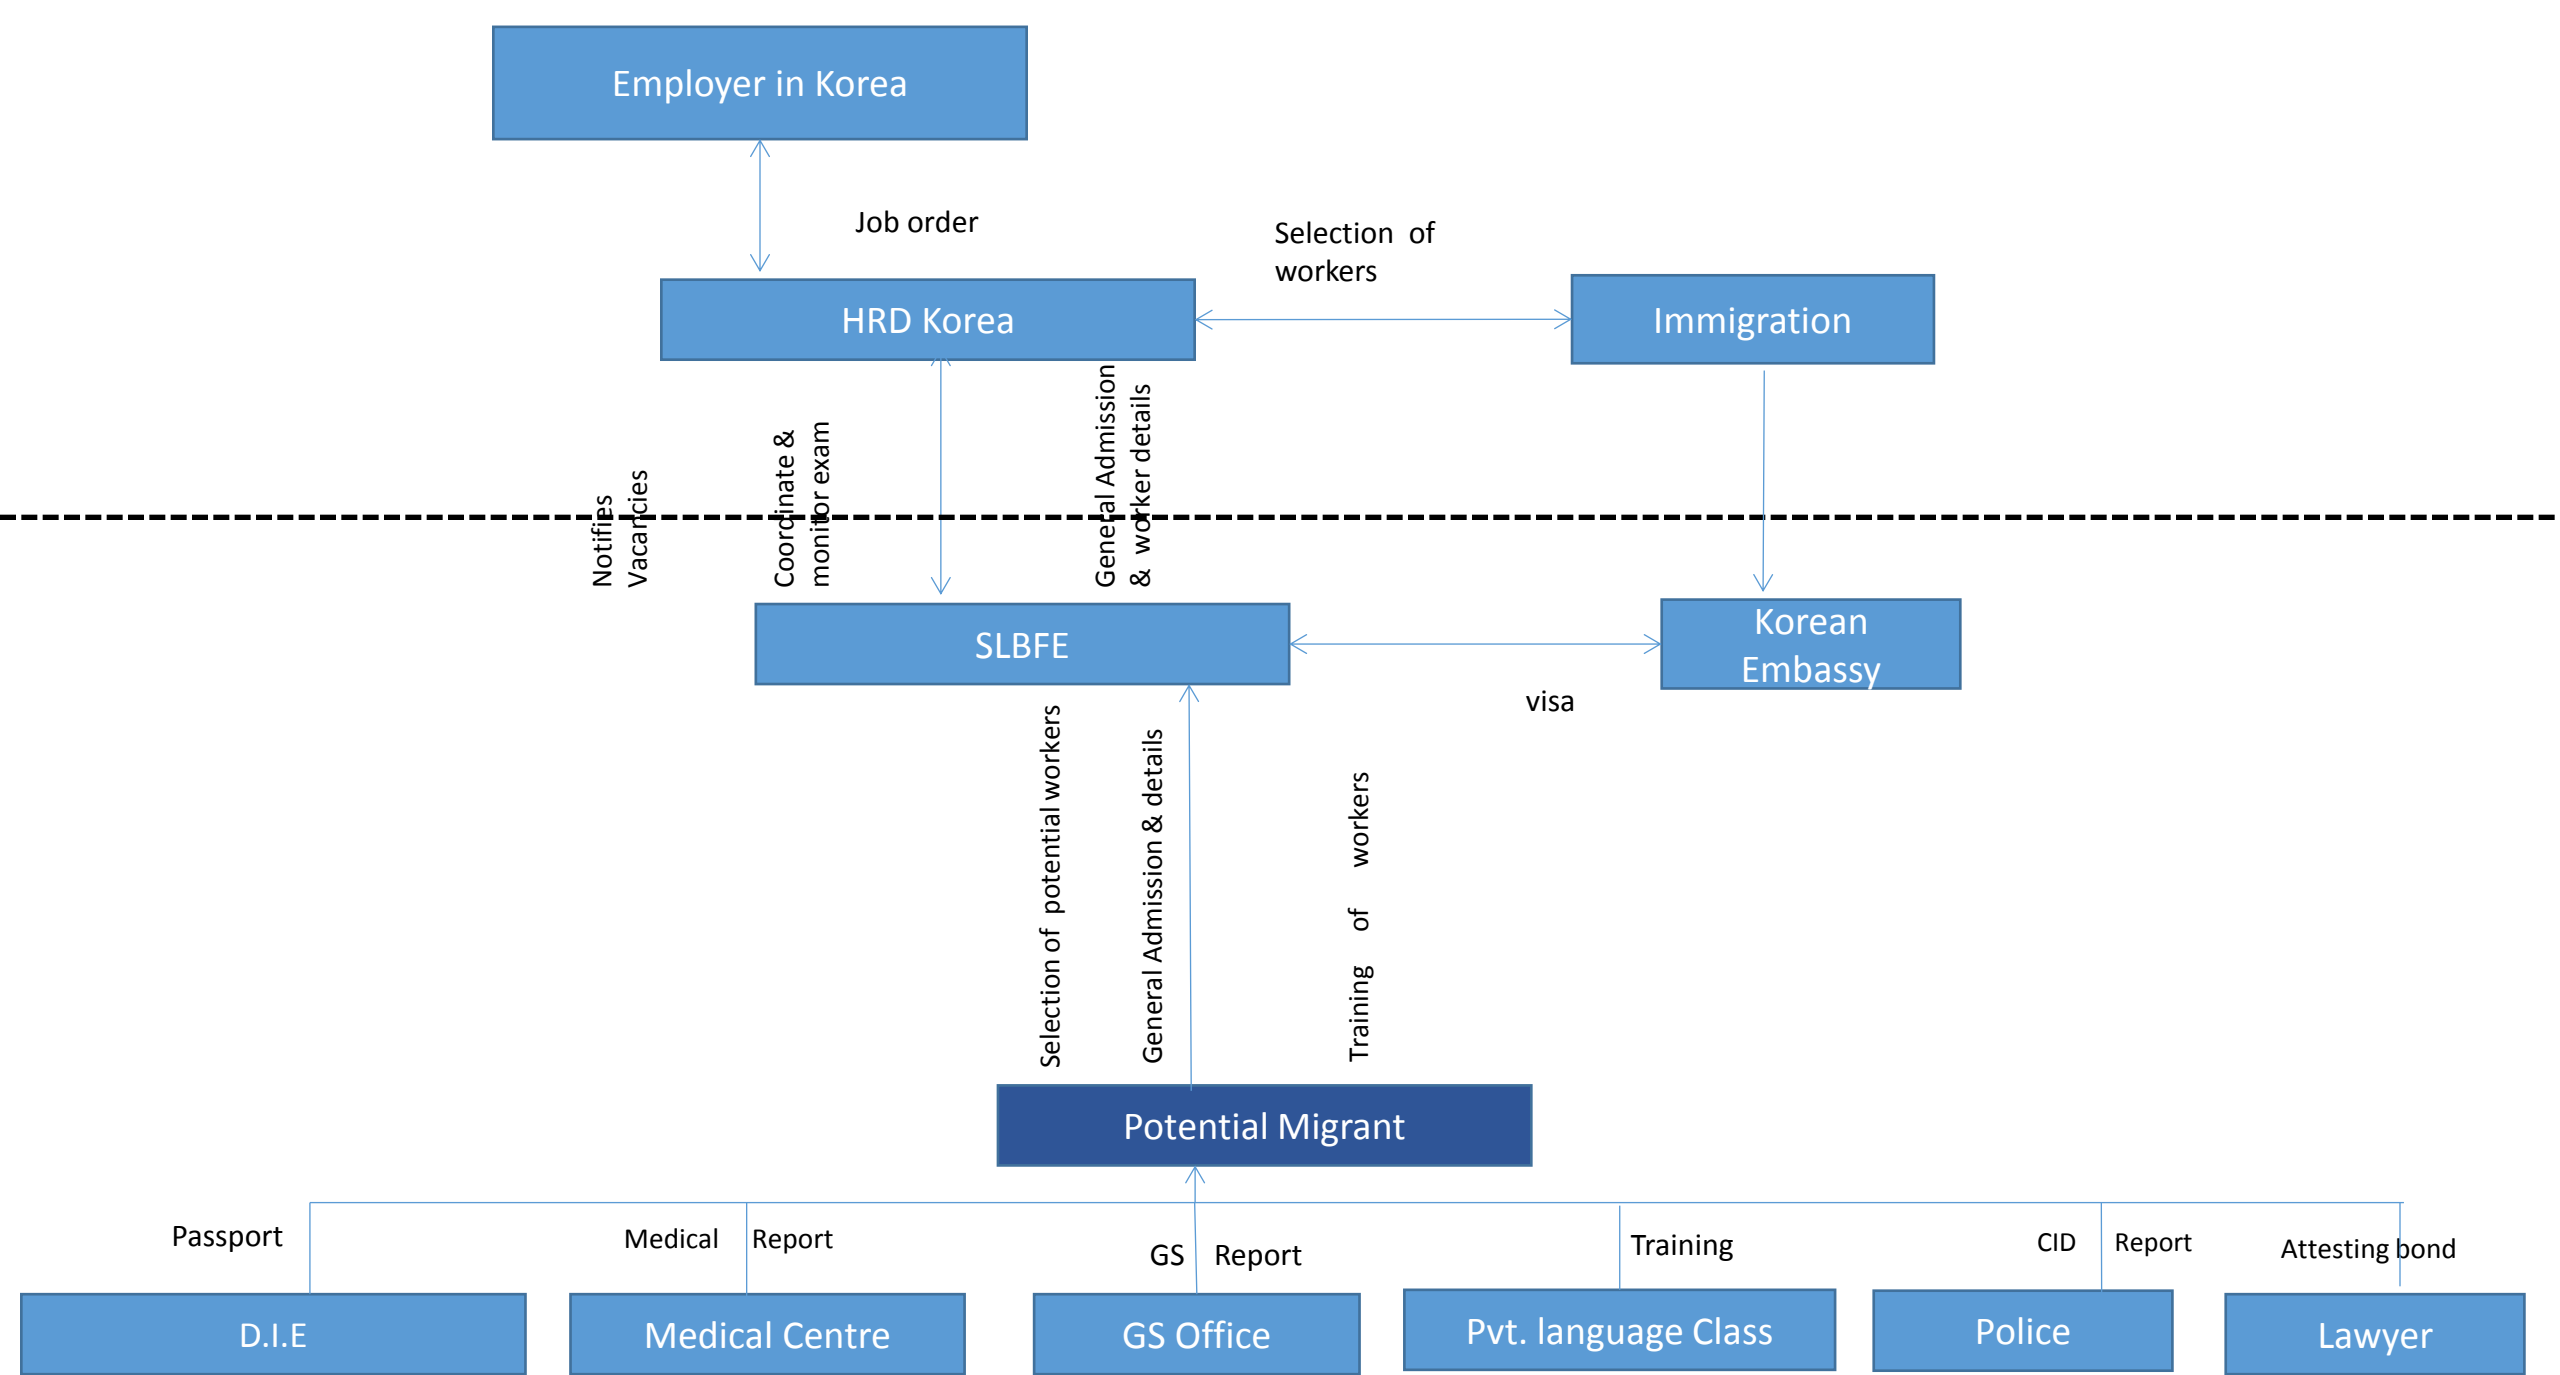 Employer in Korea
Job order
Selection of
workers
HRD Korea
Immigration
Notifies
Vacancies
Coordinate &
monitor exam
General Admission
& worker details
SLBFE
Korean
Embassy
visa
Selection of potential workers
General Admission & details
Training of workers
Potential Migrant
Passport
Medical Report
GS Report
Training
CID Report
Attesting bond
D.I.E
Medical Centre
GS Office
Pvt. language Class
Police
Lawyer